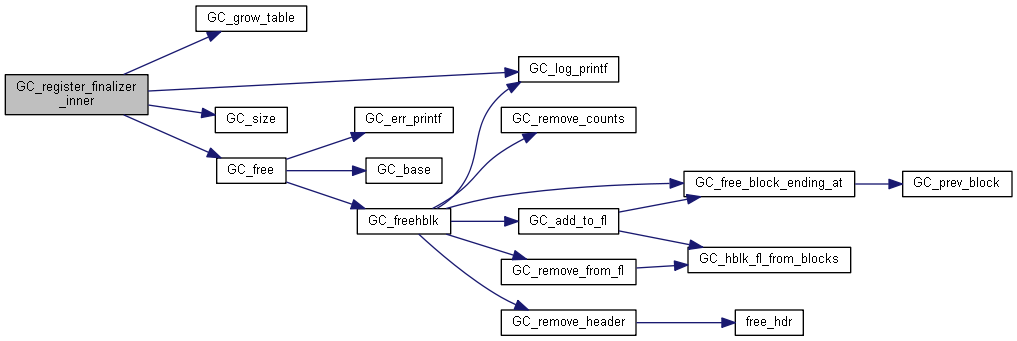 GC_grow_table
GC_log_printf
GC_register_finalizer
_inner
GC_size
GC_err_printf
GC_remove_counts
GC_free
GC_base
GC_free_block_ending_at
GC_prev_block
GC_freehblk
GC_add_to_fl
GC_hblk_fl_from_blocks
GC_remove_from_fl
GC_remove_header
free_hdr